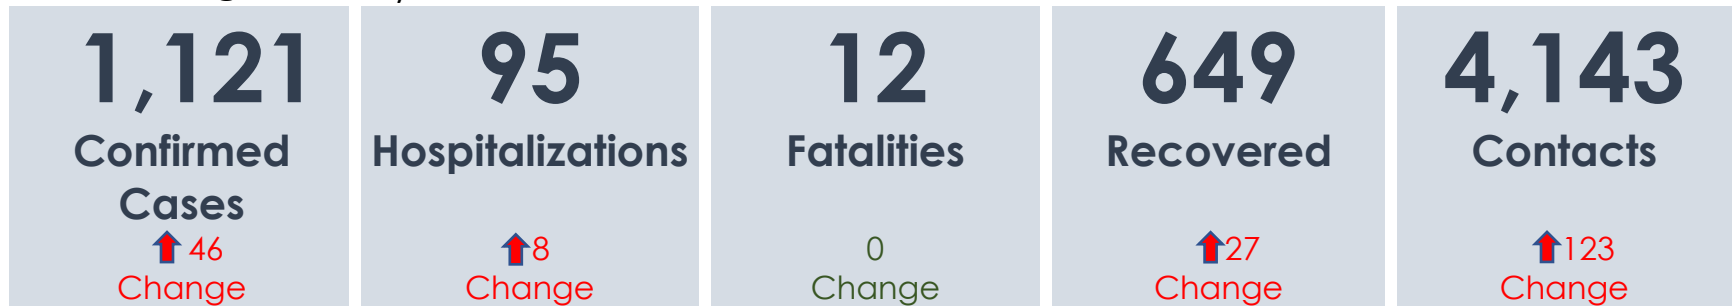 1,121
Confirmed
Cases
46
Change
95
Hospitalizations
8
Change
12
Fatalities
0
Change
649
Recovered
27
Change
4,143
Contacts
123
Change